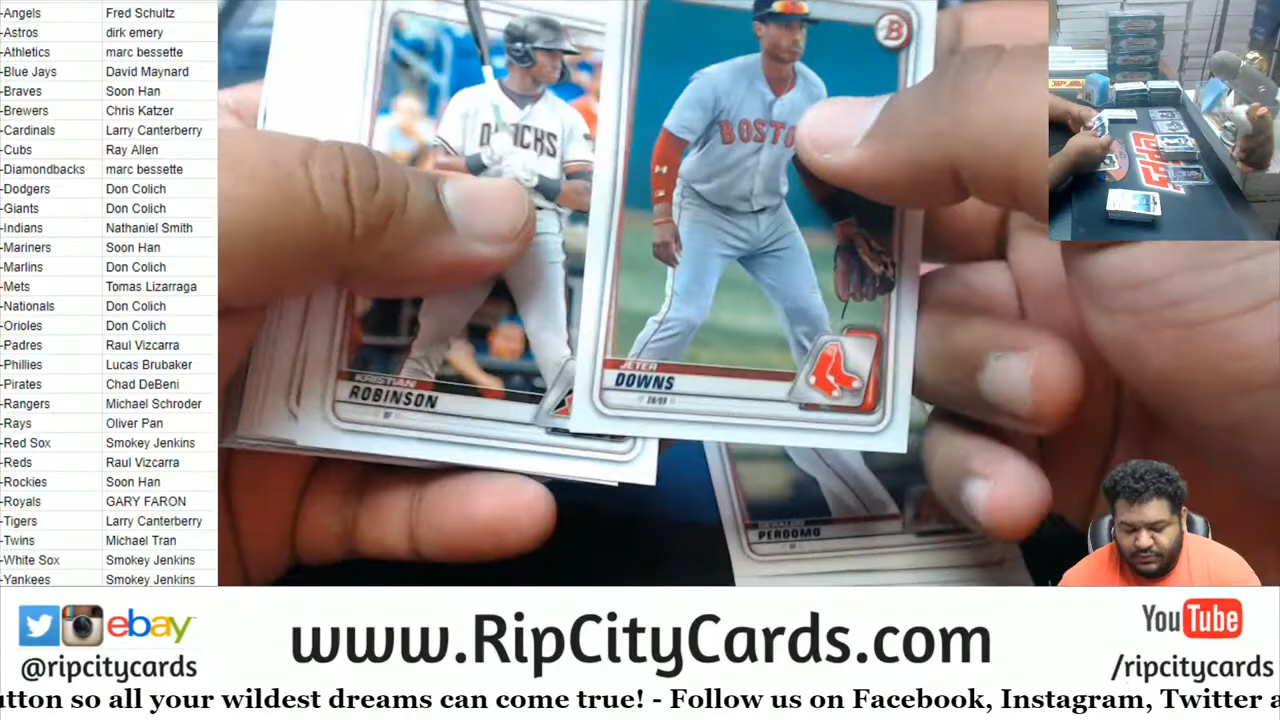 -Angels Fred Schultz
-Astros dirk emery
-Athletics marc bessette
-Blue Jays David Maynard
-Braves Soon Han
-Brewers Chris Katzer
-Cardinals Larry Canterberry
-Cubs Ray Allen
-Diamondbacks marc bessette
-Dodgers Don Colich
-Giants Don Colich
-Indians Nathaniel Smith
-Mariners Soon Han
-Marlins Don Colich
-Mets Tomas Lizarraga
-Nationals Don Colich
-Orioles Don Colich
-Padres Raul Vizcarra
-Phillies Lucas Brubaker
-Pirates Chad DeBeni
-Rangers Michael Schroder
-Rays Oliver Pan
-Red Sox Smokey Jenkins
-Reds Raul Vizcarra
-Rockies Soon Han
-Royals GARY FARON
-Tigers Larry Canterberry
-Twins Michael Tran
-White Sox Smokey Jenkins
-Yankees Smokey Jenkins
B
BOSTO
JETER
DOWNS
KRISTIAN
ROBINSON
PERDOMO
ebay
@ripcitycards
www.RipCityCards.com
YouTube
/ripcitycards
utton so all your wildest dreams can come true! - Follow us on Facebook, Instagram, Twitter a